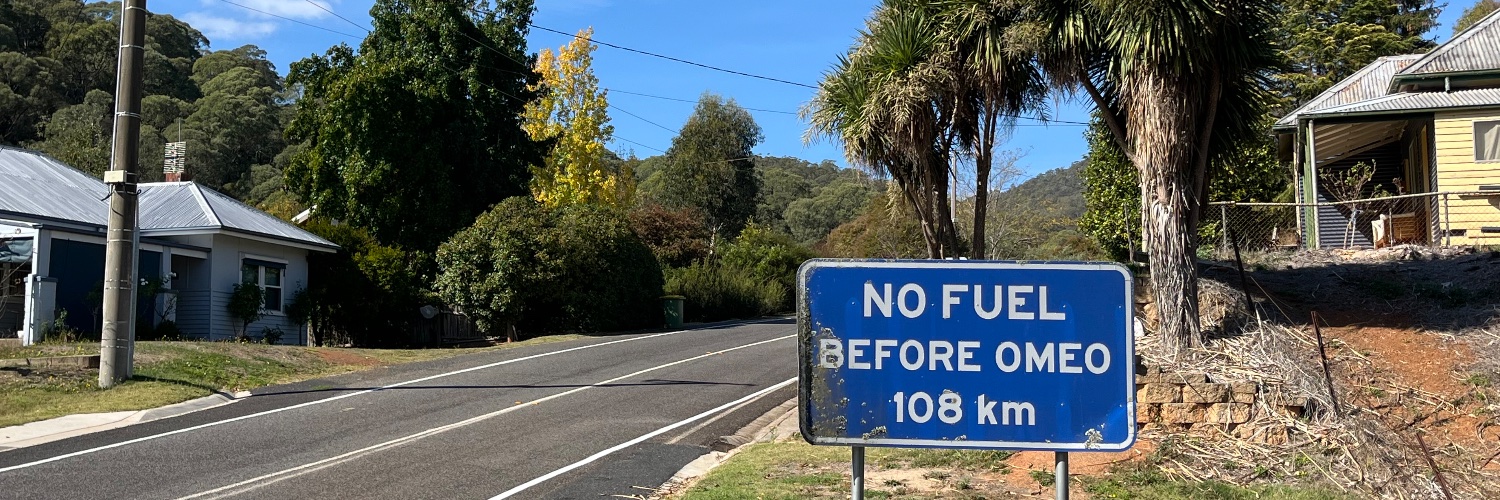 NO FUEL
BEFORE OMEO
108 km